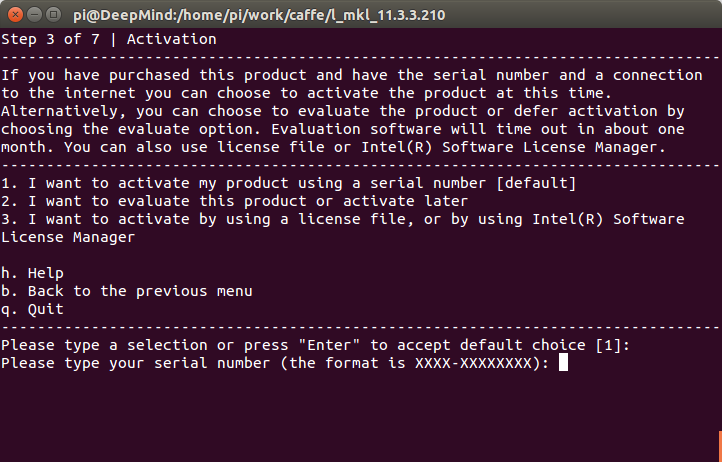 pi@DeepMind:/home/pi/work/caffe/l_mkl_11.3.3.210
Step 3 of 7 | Activation
--------------------------------------------------------------------------------
If you have purchased this product and have the serial number and a connection
to the internet you can choose to activate the product at this time.
Alternatively, you can choose to evaluate the product or defer activation by
choosing the evaluate option. Evaluation software will time out in about one
month. You can also use license file or Intel(R) Software License Manager.
--------------------------------------------------------------------------------
1. I want to activate my product using a serial number [default]
2. I want to evaluate this product or activate later
3. I want to activate by using a license file, or by using Intel(R) Software
License Manager
h. Help
b. Back to the previous menu
q. Quit
--------------------------------------------------------------------------------
Please type a selection or press "Enter" to accept default choice [1]:
Please type your serial number (the format is XXXX-XXXXXXXX):